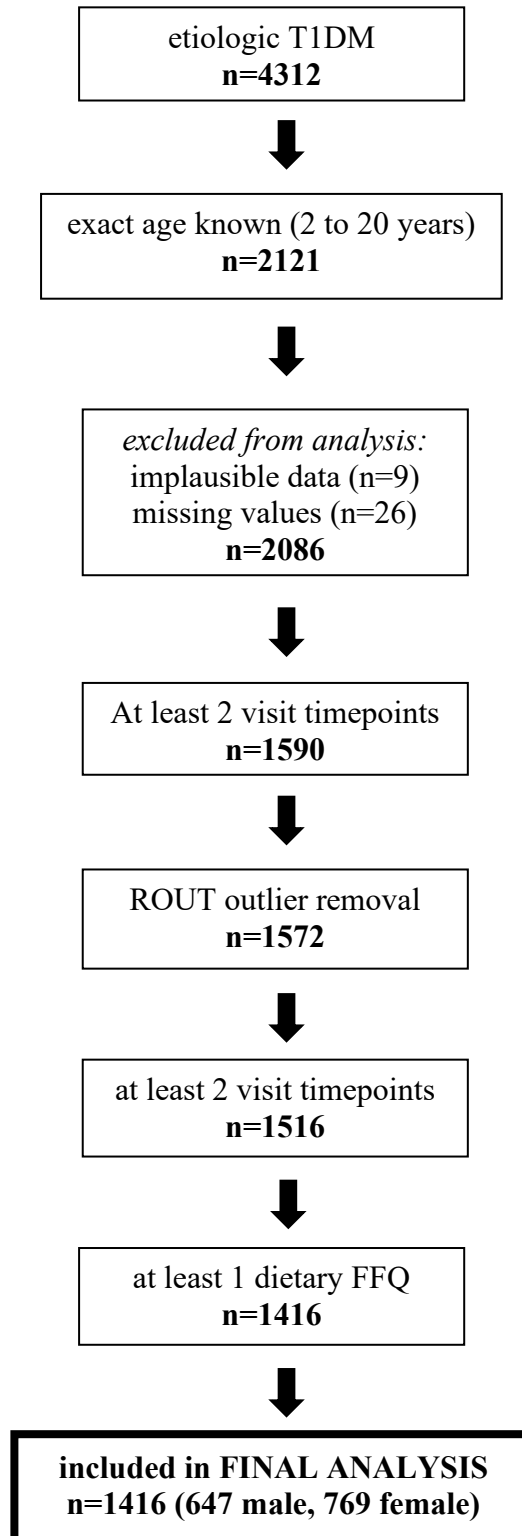 etiologic T1DM
n=4312
exact age known (2 to 20 years)
n=2121
excluded from analysis:
implausible data (n=9)
missing values (n=26)
n=2086
At least 2 visit timepoints
n=1590
ROUT outlier removal
n=1572
at least 2 visit timepoints
n=1516
at least 1 dietary FFQ
n=1416
included in FINAL ANALYSIS
n=1416 (647 male, 769 female)